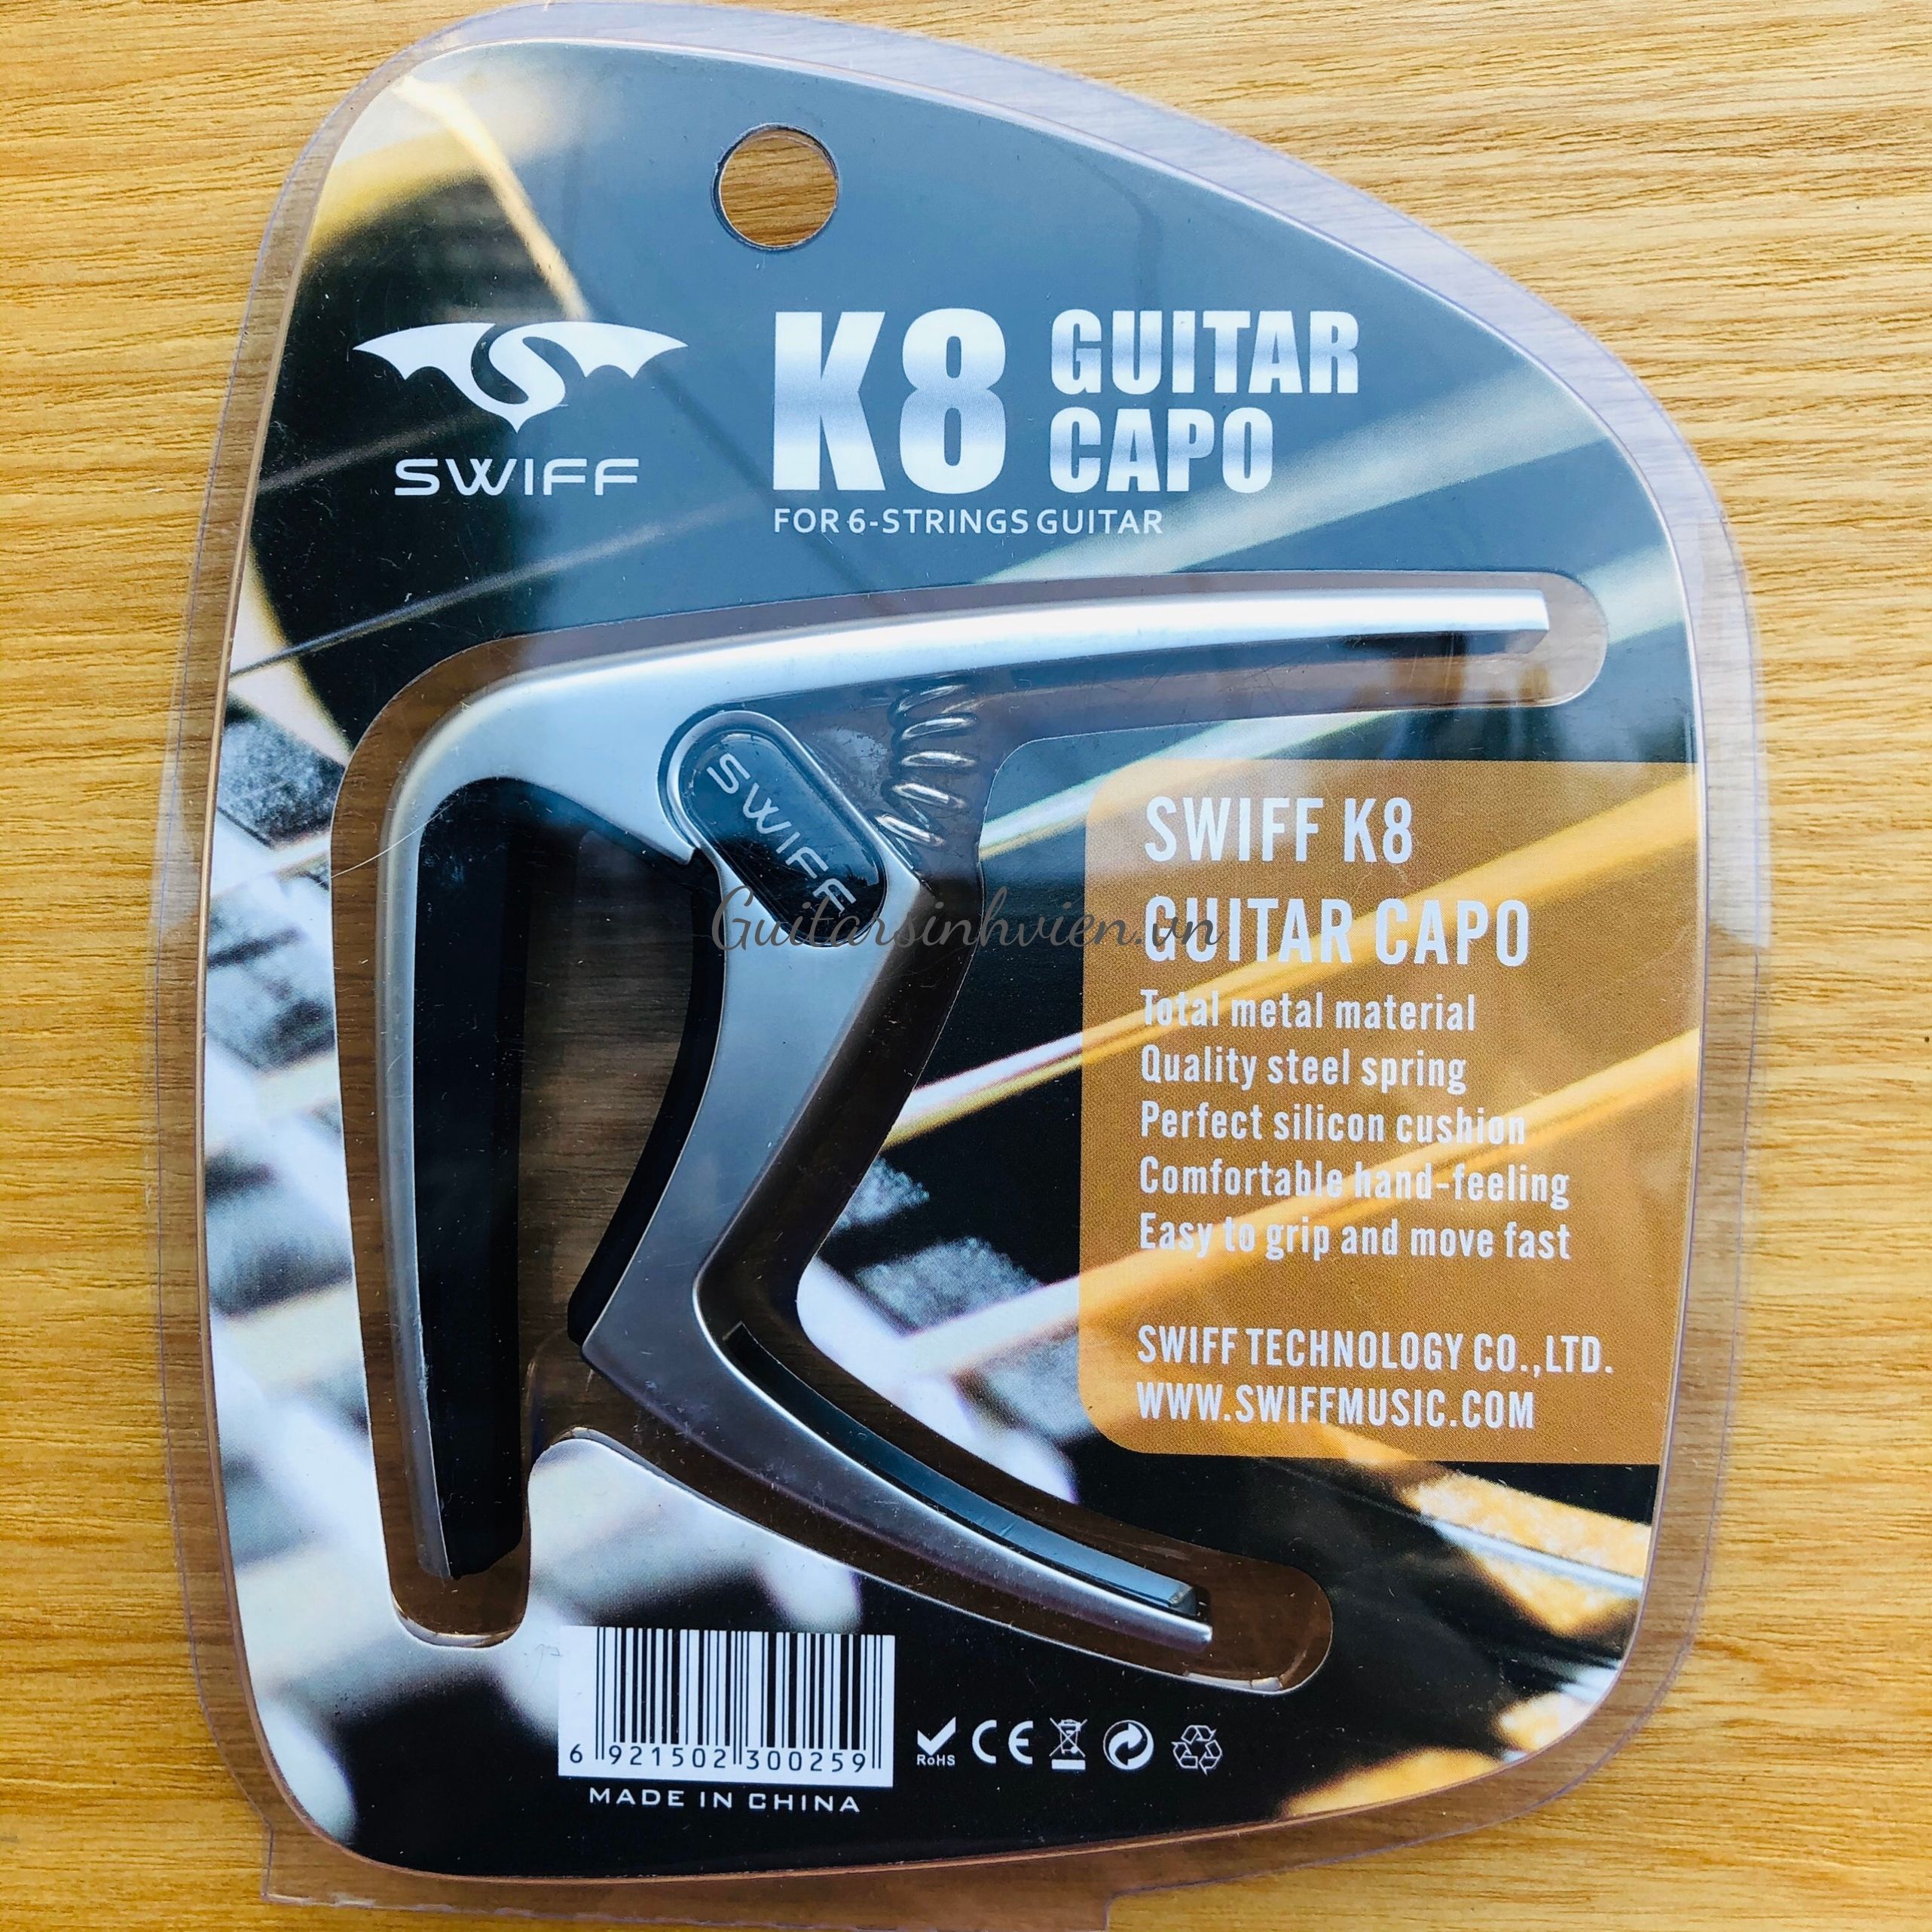 SWIFF
K8 GUITAR
CAPO
FOR 6-STRINGS GUITAR
SWIFF
Guitarsinhvien.vn
SWIFF K8
GUITAR CAPO
Total metal material
Quality steel spring
Perfect silicon cushion
Comfortable hand-feeling
Easy to grip and move fast
SWIFF TECHNOLOGY CO.,LTD.
WWW.SWIFFMUSIC.COM
6 921502 300259
MADE IN CHINA
RoHS
CE